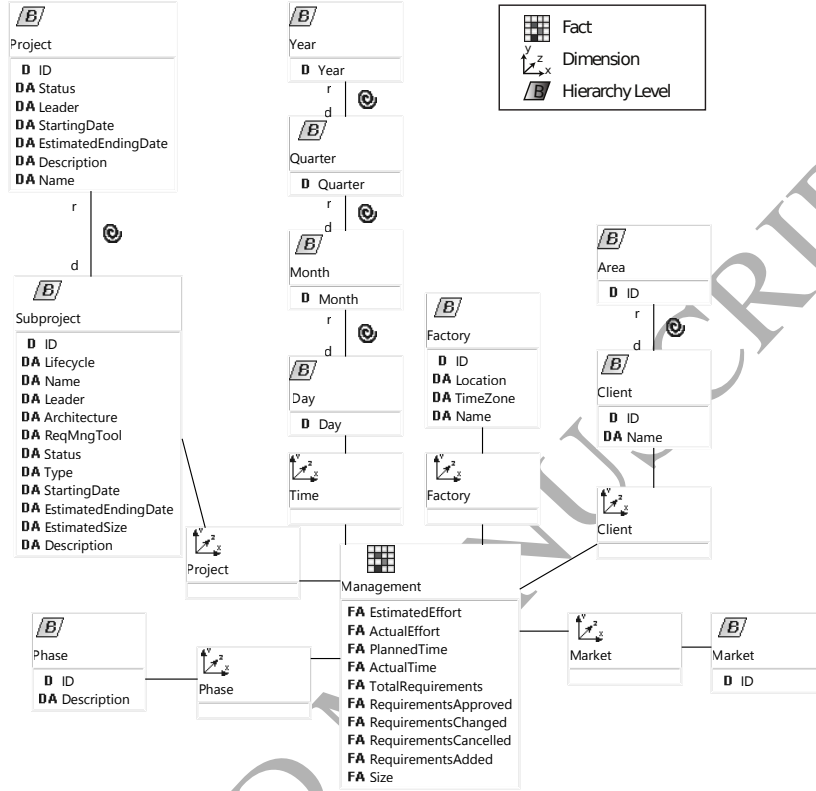 B
Project
D ID
DA Status
DA Leader
DA StartingDate
DA EstimatedEndingDate
DA Description
DA Name
r
d
B
Subproject
D ID
DA Lifecycle
DA Name
DA Leader
DA Architecture
DA ReqMngTool
DA Status
DA Type
DA StartingDate
DA EstimatedEndingDate
DA EstimatedSize
DA Description
B
Year
D Year
r
d
B
Quarter
D Quarter
r
d
B
Month
D Month
r
d
B
Day
D Day
Y Z X
Time
Fact
y z x Dimension
B Hierarchy Level
B
Factory
D ID
DA Location
DA TimeZone
DA Name
Y Z X
Factory
B
Area
D ID
r
d
B
Client
D ID
DA Name
Y Z X
Client
Y Z X
Project
Management
FA EstimatedEffort
FA ActualEffort
FA PlannedTime
FA ActualTime
FA TotalRequirements
FA RequirementsApproved
FA RequirementsChanged
FA RequirementsCancelled
FA RequirementsAdded
FA Size
B
Phase
D ID
DA Description
Y Z X
Phase
Y Z X
Market
B
Market
D ID